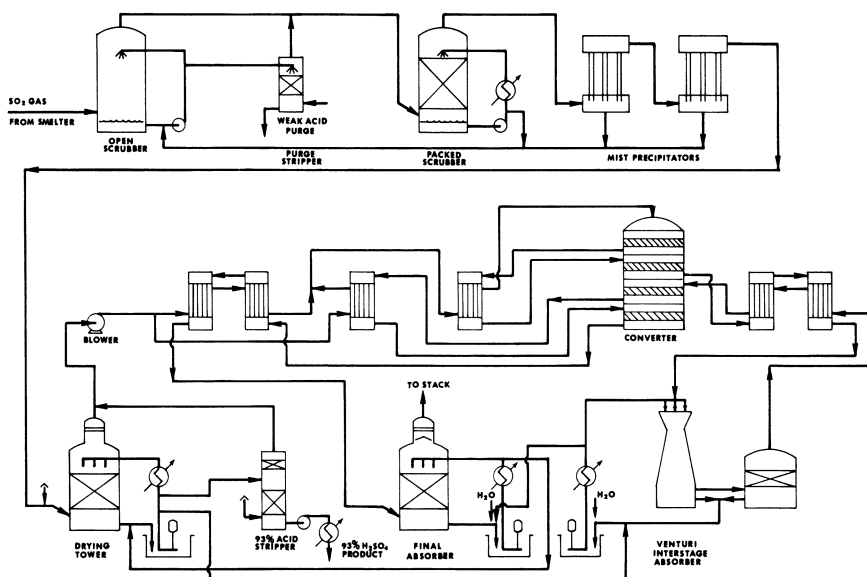 SO₂ GAS
FROM SMELTER
OPEN
SCRUBBER
WEAK ACID
PURGE
PURGE
STRIPPER
PACKED
SCRUBBER
MIST PRECIPITATORS
BLOWER
CONVERTER
TO STACK
H₂O
H₂O
DRYING
TOWER
93% ACID
STRIPPER
93% H₂SO₄
PRODUCT
FINAL
ABSORBER
VENTURI
INTERSTAGE
ABSORBER